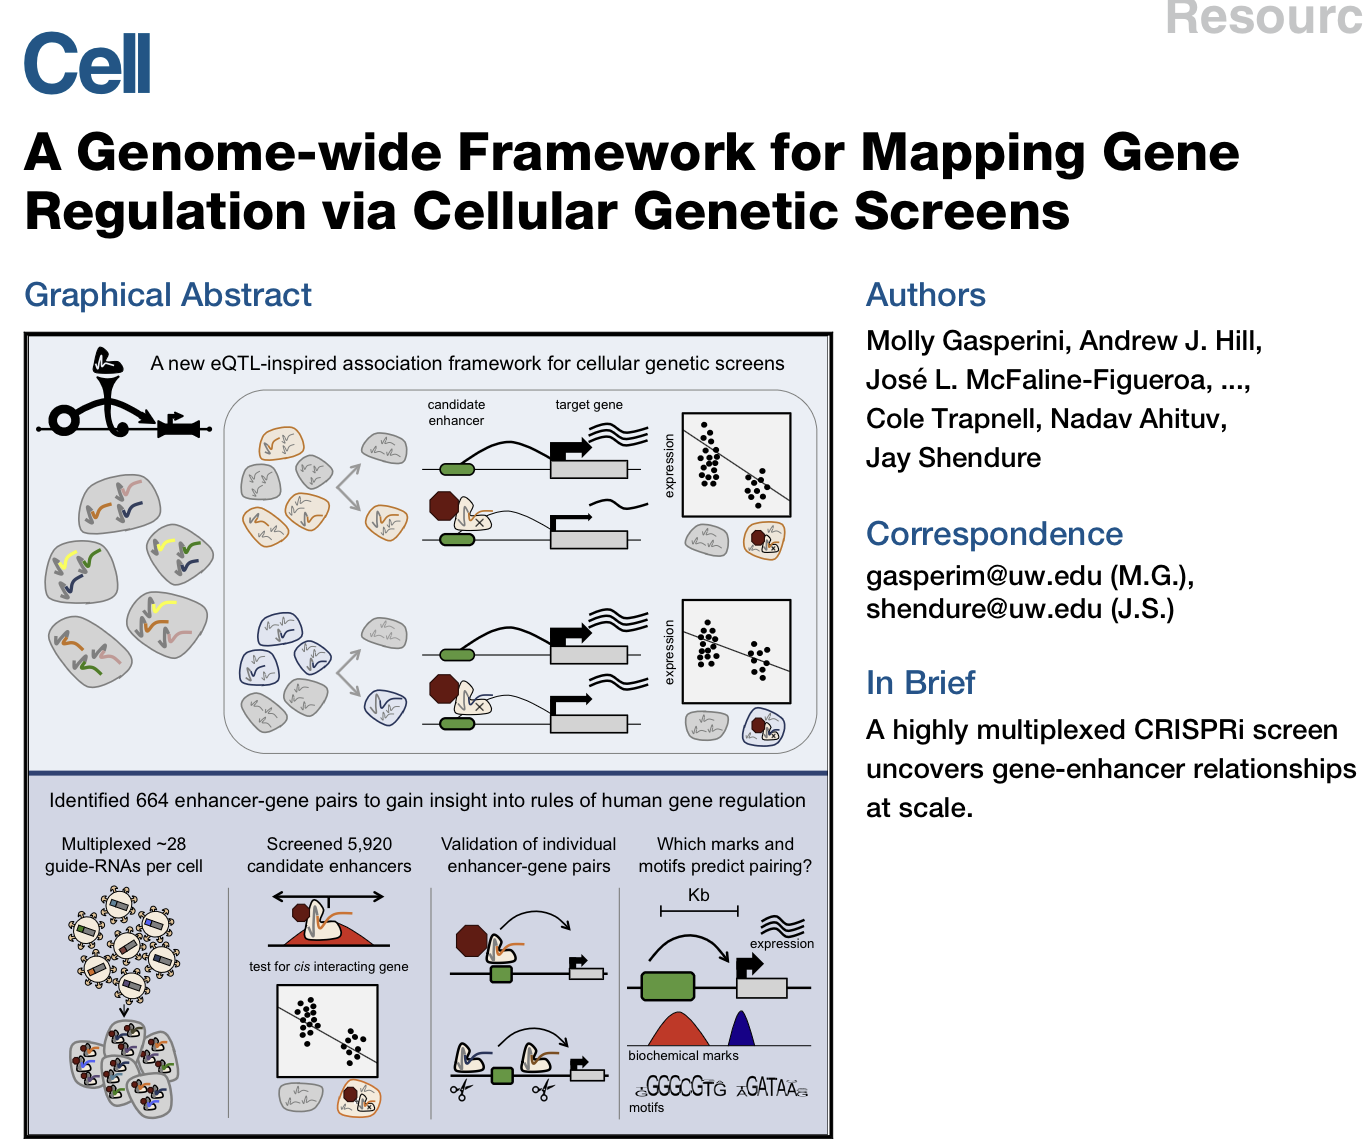 Resourc
Cell
A Genome-wide Framework for Mapping Gene
Regulation via Cellular Genetic Screens
Graphical Abstract
A new eQTL-inspired association framework for cellular genetic screens
candidate
enhancer
target gene
expression
expression
Identified 664 enhancer-gene pairs to gain insight into rules of human gene regulation
Multiplexed ~28
guide-RNAs per cell
Screened 5,920
candidate enhancers
test for cis interacting gene
Validation of individual
enhancer-gene pairs
Which marks and
motifs predict pairing?
Kb
expression
biochemical marks
GGGCGTG AGATAA
motifs
Authors
Molly Gasperini, Andrew J. Hill,
José L. McFaline-Figueroa, ...,
Cole Trapnell, Nadav Ahituv,
Jay Shendure
Correspondence
gasperim@uw.edu (M.G.),
shendure@uw.edu (J.S.)
In Brief
A highly multiplexed CRISPRi screen
uncovers gene-enhancer relationships
at scale.